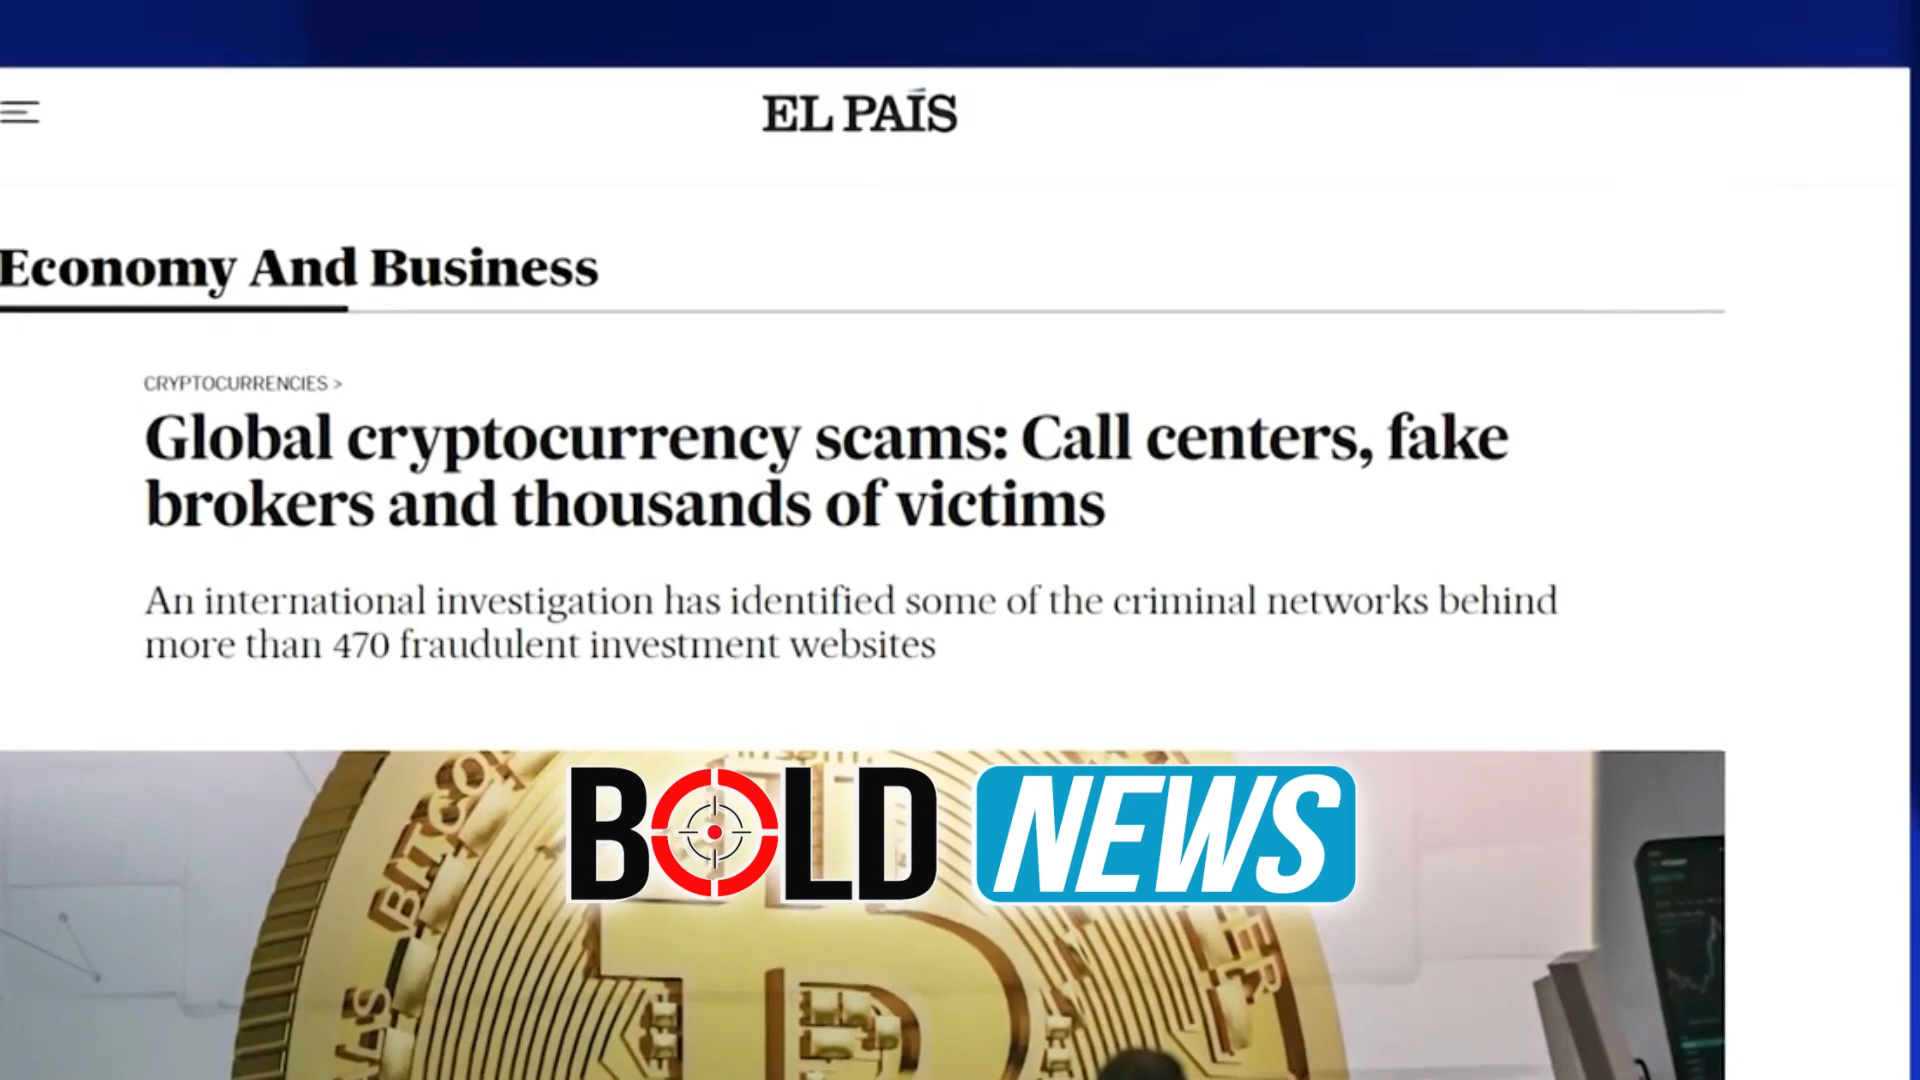 EL PAÍS
Economy And Business
CRYPTOCURRENCIES >
Global cryptocurrency scams: Call centers, fake
brokers and thousands of victims
An international investigation has identified some of the criminal networks behind
more than 470 fraudulent investment websites
BOLD NEWS
BITCO